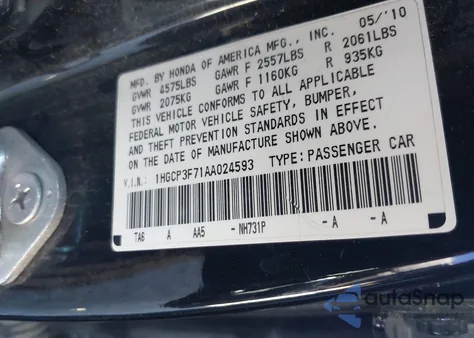 MFD. BY HONDA OF AMERICA MFG., INC. 05/'10
GVWR 4575LBS GAWR F 2557LBS R 2061LBS
GVWR 2075KG GAWR F 1160KG R 935KG
THIS VEHICLE CONFORMS TO ALL APPLICABLE
FEDERAL MOTOR VEHICLE SAFETY, BUMPER,
AND THEFT PREVENTION STANDARDS IN EFFECT
ON THE DATE OF MANUFACTURE SHOWN ABOVE.
V.I.N.: 1HGCP3F71AA024593 TYPE:PASSENGER CAR
TA6 A AA5 -NH731P -A -A
autoSnap